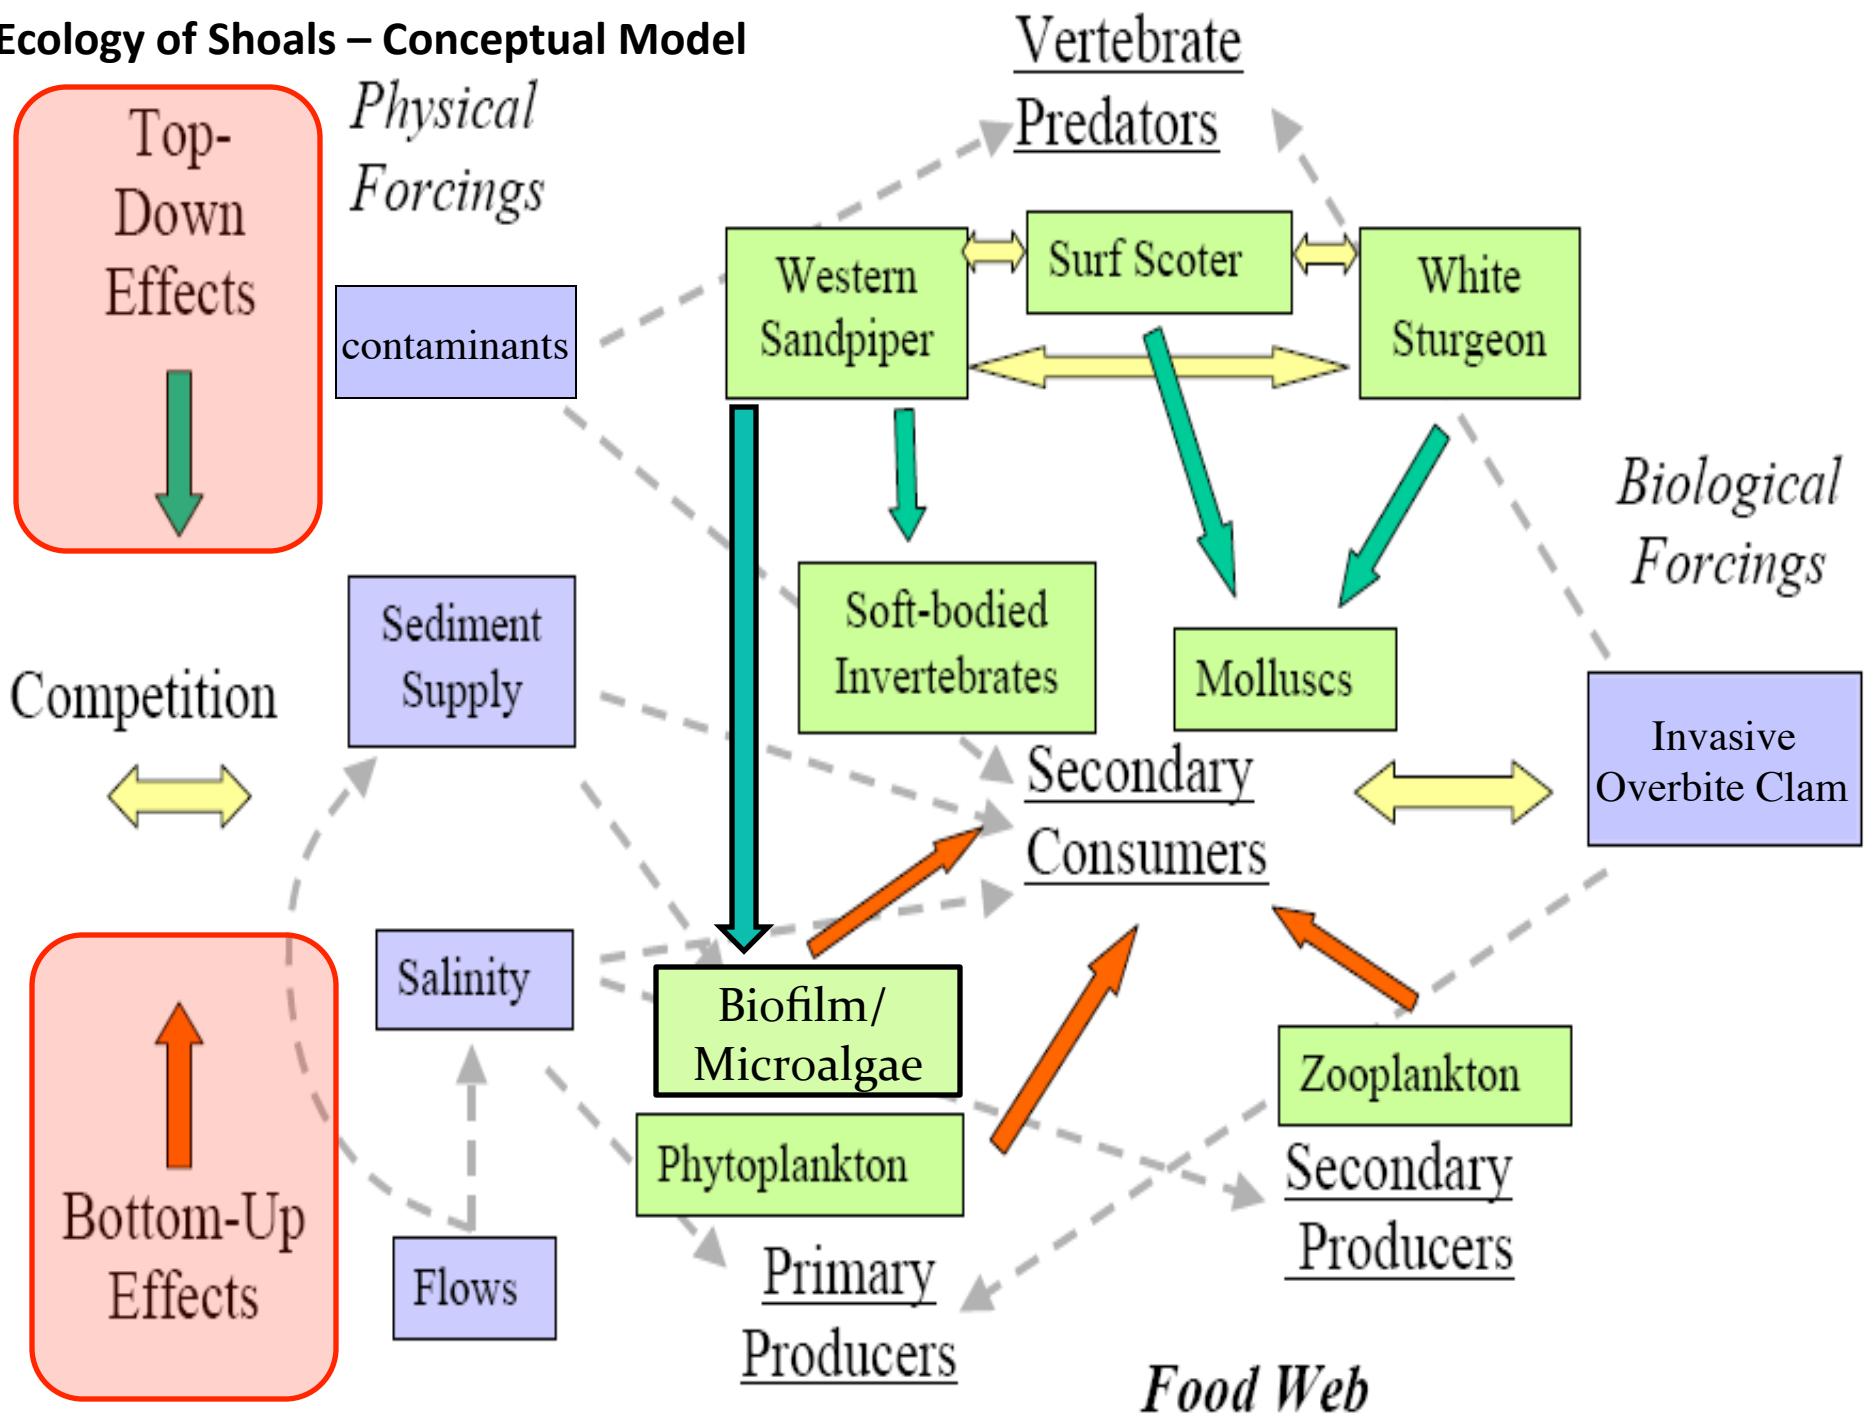 Ecology of Shoals – Conceptual Model
Top-
Down
Effects
Physical
Forcings
Vertebrate
Predators
contaminants
Western
Sandpiper
Surf Scoter
White
Sturgeon
Biological
Forcings
Sediment
Supply
Soft-bodied
Invertebrates
Molluscs
Competition
Secondary
Consumers
Invasive
Overbite Clam
Salinity
Biofilm/
Microalgae
Phytoplankton
Zooplankton
Bottom-Up
Effects
Flows
Primary
Producers
Secondary
Producers
Food Web